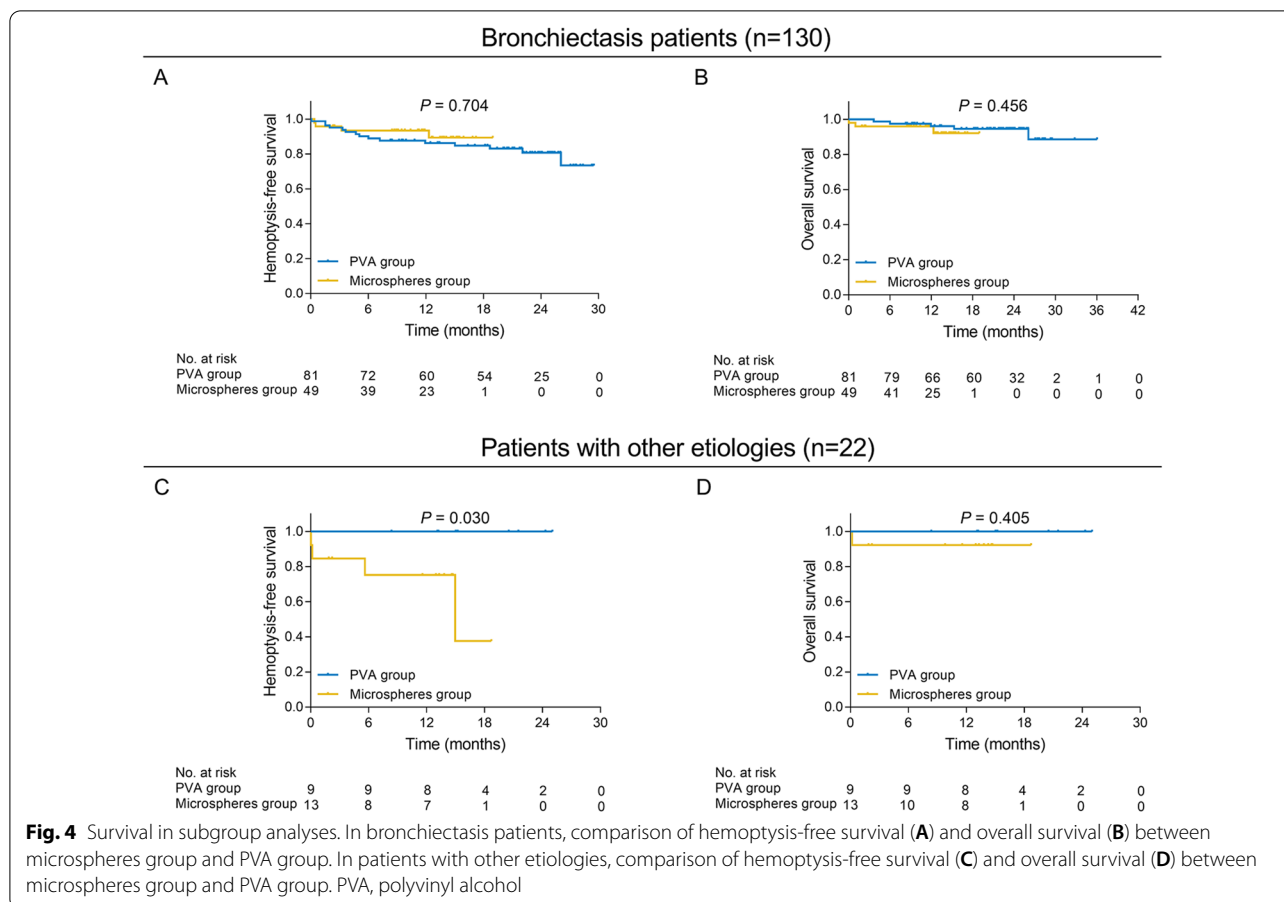 Bronchiectasis patients (n=130)
A
P = 0.704
Hemoptysis-free survival
1.0
0.8
0.6
0.4
0.2
0.0
PVA group
Microspheres group
0 6 12 18 24 30
Time (months)
No. at risk
PVA group 81 72 60 54 25 0
Microspheres group 49 39 23 1 0 0
B
P = 0.456
Overall survival
1.0
0.8
0.6
0.4
0.2
0.0
PVA group
Microspheres group
0 6 12 18 24 30 36 42
Time (months)
No. at risk
PVA group 81 79 66 60 32 2 1 0
Microspheres group 49 41 25 1 0 0 0 0
Patients with other etiologies (n=22)
C
P = 0.030
Hemoptysis-free survival
1.0
0.8
0.6
0.4
0.2
0.0
PVA group
Microspheres group
0 6 12 18 24 30
Time (months)
No. at risk
PVA group 9 9 8 4 2 0
Microspheres group 13 8 7 1 0 0
D
P = 0.405
Overall survival
1.0
0.8
0.6
0.4
0.2
0.0
PVA group
Microspheres group
0 6 12 18 24 30
Time (months)
No. at risk
PVA group 9 9 8 4 2 0
Microspheres group 13 10 8 1 0 0
Fig. 4 Survival in subgroup analyses. In bronchiectasis patients, comparison of hemoptysis-free survival (A) and overall survival (B) between
microspheres group and PVA group. In patients with other etiologies, comparison of hemoptysis-free survival (C) and overall survival (D) between
microspheres group and PVA group. PVA, polyvinyl alcohol